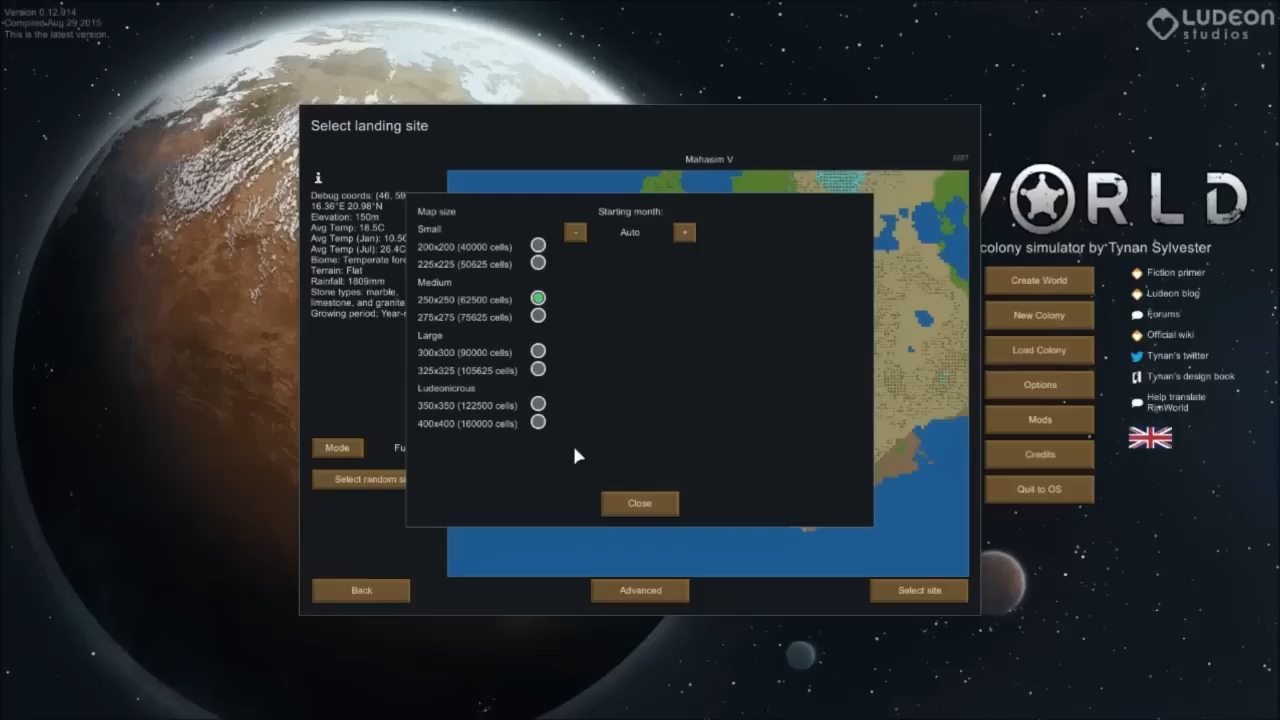 Version 0.12.914
Compiled Aug 29 2015
This is the latest version.
LUDEON
studios
Select landing site
Mahasim V
Debug coords: (46, 59
16.36°E 20.98°N
Elevation: 150m
Avg Temp: 18.5C
Avg Temp (Jan): 10.5C
Avg Temp (Jul): 26.4C
Biome: Temperate fore
Terrain: Flat
Rainfall: 1809mm
Stone types: marble,
limestone, and granite
Growing period: Year-r
Map size
Small
200x200 (40000 cells)
225x225 (50625 cells)
Medium
250x250 (62500 cells)
275x275 (75625 cells)
Large
300x300 (90000 cells)
325x325 (105625 cells)
Ludeonicrous
350x350 (122500 cells)
400x400 (160000 cells)
Starting month:
- Auto +
Close
Mode Fu
Select random si
Back
Advanced
Select site
WORLD
colony simulator by Tynan Sylvester
Create World
New Colony
Load Colony
Options
Mods
Credits
Quit to OS
Fiction primer
Ludeon blog
Forums
Official wiki
Tynan's twitter
Tynan's design book
Help translate
RimWorld